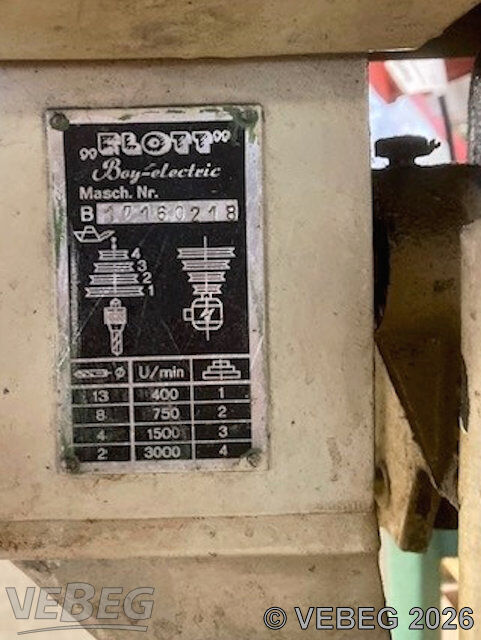 „FLOTT“
Boy-electric
Masch. Nr.
B 10160218
4
3
2
1
Ø U/min
13 400 1
8 750 2
4 1500 3
2 3000 4
VEBEG
© VEBEG 2026